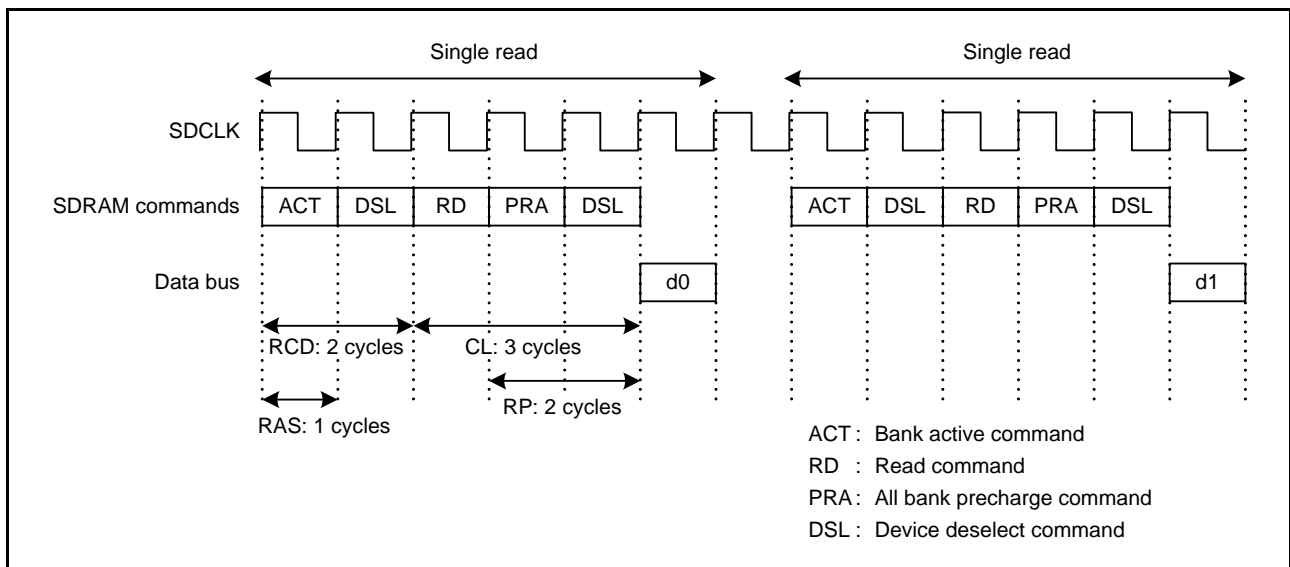 Single read Single read
SDCLK
SDRAM commands ACT DSL RD PRA DSL ACT DSL RD PRA DSL
Data bus d0 d1
RCD: 2 cycles CL: 3 cycles
RP: 2 cycles
RAS: 1 cycles
ACT : Bank active command
RD : Read command
PRA : All bank precharge command
DSL : Device deselect command